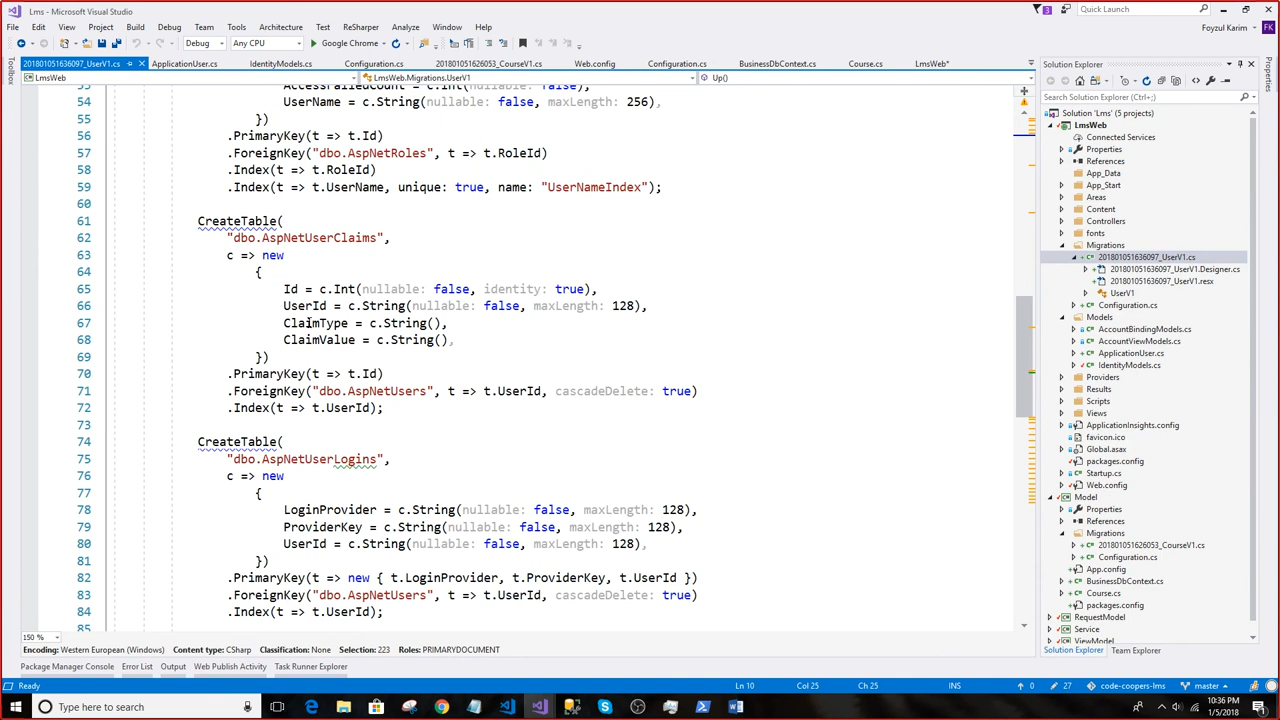 Lms - Microsoft Visual Studio
3
Quick Launch (Ctrl+Q)
File Edit View Project Build Debug Team Tools Architecture Test ReSharper Analyze Window Help
Foyzul Karim FK
Debug Any CPU Google Chrome
201801051636097_UserV1.cs ApplicationUser.cs IdentityModels.cs Configuration.cs 201801051626053_CourseV1.cs Web.config Configuration.cs BusinessDbContext.cs Course.cs LmsWeb*
LmsWeb LmsWeb.Migrations.UserV1 Up()
Toolbox
53 AccessFailedCount = c.Int(nullable: false),
54 UserName = c.String(nullable: false, maxLength: 256),
55 })
56 .PrimaryKey(t => t.Id)
57 .ForeignKey("dbo.AspNetRoles", t => t.RoleId)
58 .Index(t => t.RoleId)
59 .Index(t => t.UserName, unique: true, name: "UserNameIndex");
60
61 CreateTable(
62 "dbo.AspNetUserClaims",
63 c => new
64 {
65 Id = c.Int(nullable: false, identity: true),
66 UserId = c.String(nullable: false, maxLength: 128),
67 ClaimType = c.String(),
68 ClaimValue = c.String(),
69 })
70 .PrimaryKey(t => t.Id)
71 .ForeignKey("dbo.AspNetUsers", t => t.UserId, cascadeDelete: true)
72 .Index(t => t.UserId);
73
74 CreateTable(
75 "dbo.AspNetUserLogins",
76 c => new
77 {
78 LoginProvider = c.String(nullable: false, maxLength: 128),
79 ProviderKey = c.String(nullable: false, maxLength: 128),
80 UserId = c.String(nullable: false, maxLength: 128),
81 })
82 .PrimaryKey(t => new { t.LoginProvider, t.ProviderKey, t.UserId })
83 .ForeignKey("dbo.AspNetUsers", t => t.UserId, cascadeDelete: true)
84 .Index(t => t.UserId);
85
150 %
Encoding: Western European (Windows) Content type: CSharp Classification: None Selection: 223 Roles: PRIMARYDOCUMENT
Package Manager Console Error List Output Web Publish Activity Task Runner Explorer
Solution Explorer
Search Solution Explorer (Ctrl+;)
Solution 'Lms' (5 projects)
LmsWeb
Connected Services
Properties
References
App_Data
App_Start
Areas
Content
Controllers
fonts
Migrations
201801051636097_UserV1.cs
201801051636097_UserV1.Designer.cs
201801051636097_UserV1.resx
UserV1
Configuration.cs
Models
AccountBindingModels.cs
AccountViewModels.cs
ApplicationUser.cs
IdentityModels.cs
Providers
Results
Scripts
Views
ApplicationInsights.config
favicon.ico
Global.asax
packages.config
Startup.cs
Web.config
Model
Properties
References
Migrations
201801051626053_CourseV1.cs
Configuration.cs
App.config
BusinessDbContext.cs
Course.cs
packages.config
RequestModel
Service
ViewModel
Solution Explorer Team Explorer
Properties
Ready Ln 10 Col 25 Ch 25 INS 0 27 code-coopers-lms master
Type here to search
10:36 PM
1/5/2018